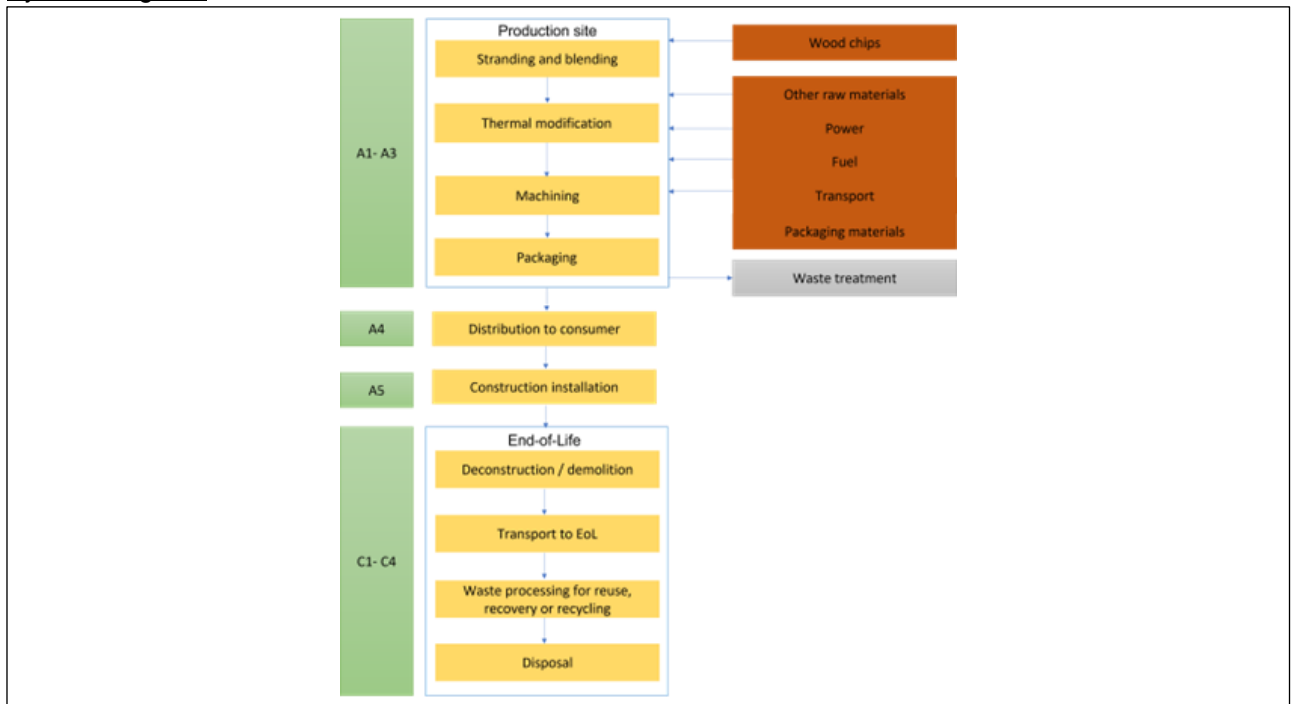 Production site
Stranding and blending
Thermal modification
A1- A3
Machining
Packaging
Wood chips
Other raw materials
Power
Fuel
Transport
Packaging materials
Waste treatment
A4
Distribution to consumer
A5
Construction installation
End-of-Life
Deconstruction / demolition
Transport to EoL
C1- C4
Waste processing for reuse,
recovery or recycling
Disposal